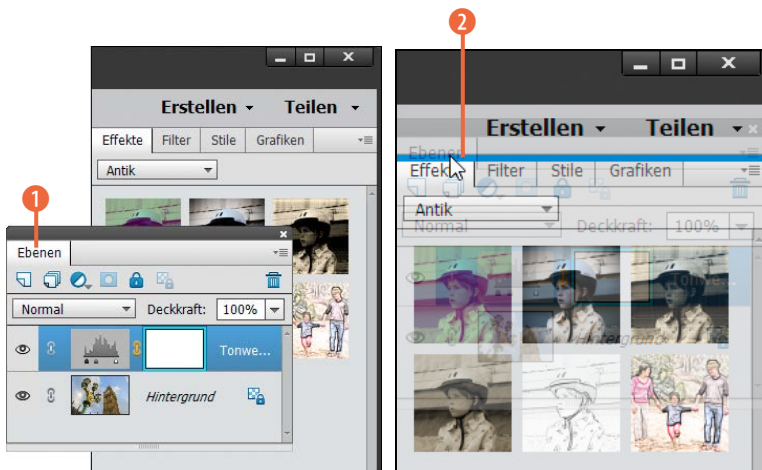 2
Erstellen Teilen
Effekte Filter Stile Grafiken
Antik
1
Ebenen
Normal Deckkraft: 100%
Tonwe...
Hintergrund
Erstellen Teilen
Ebenen
Effekte Filter Stile Grafiken
Antik
Normal Deckkraft: 100%
Tonwe...
Hintergrund